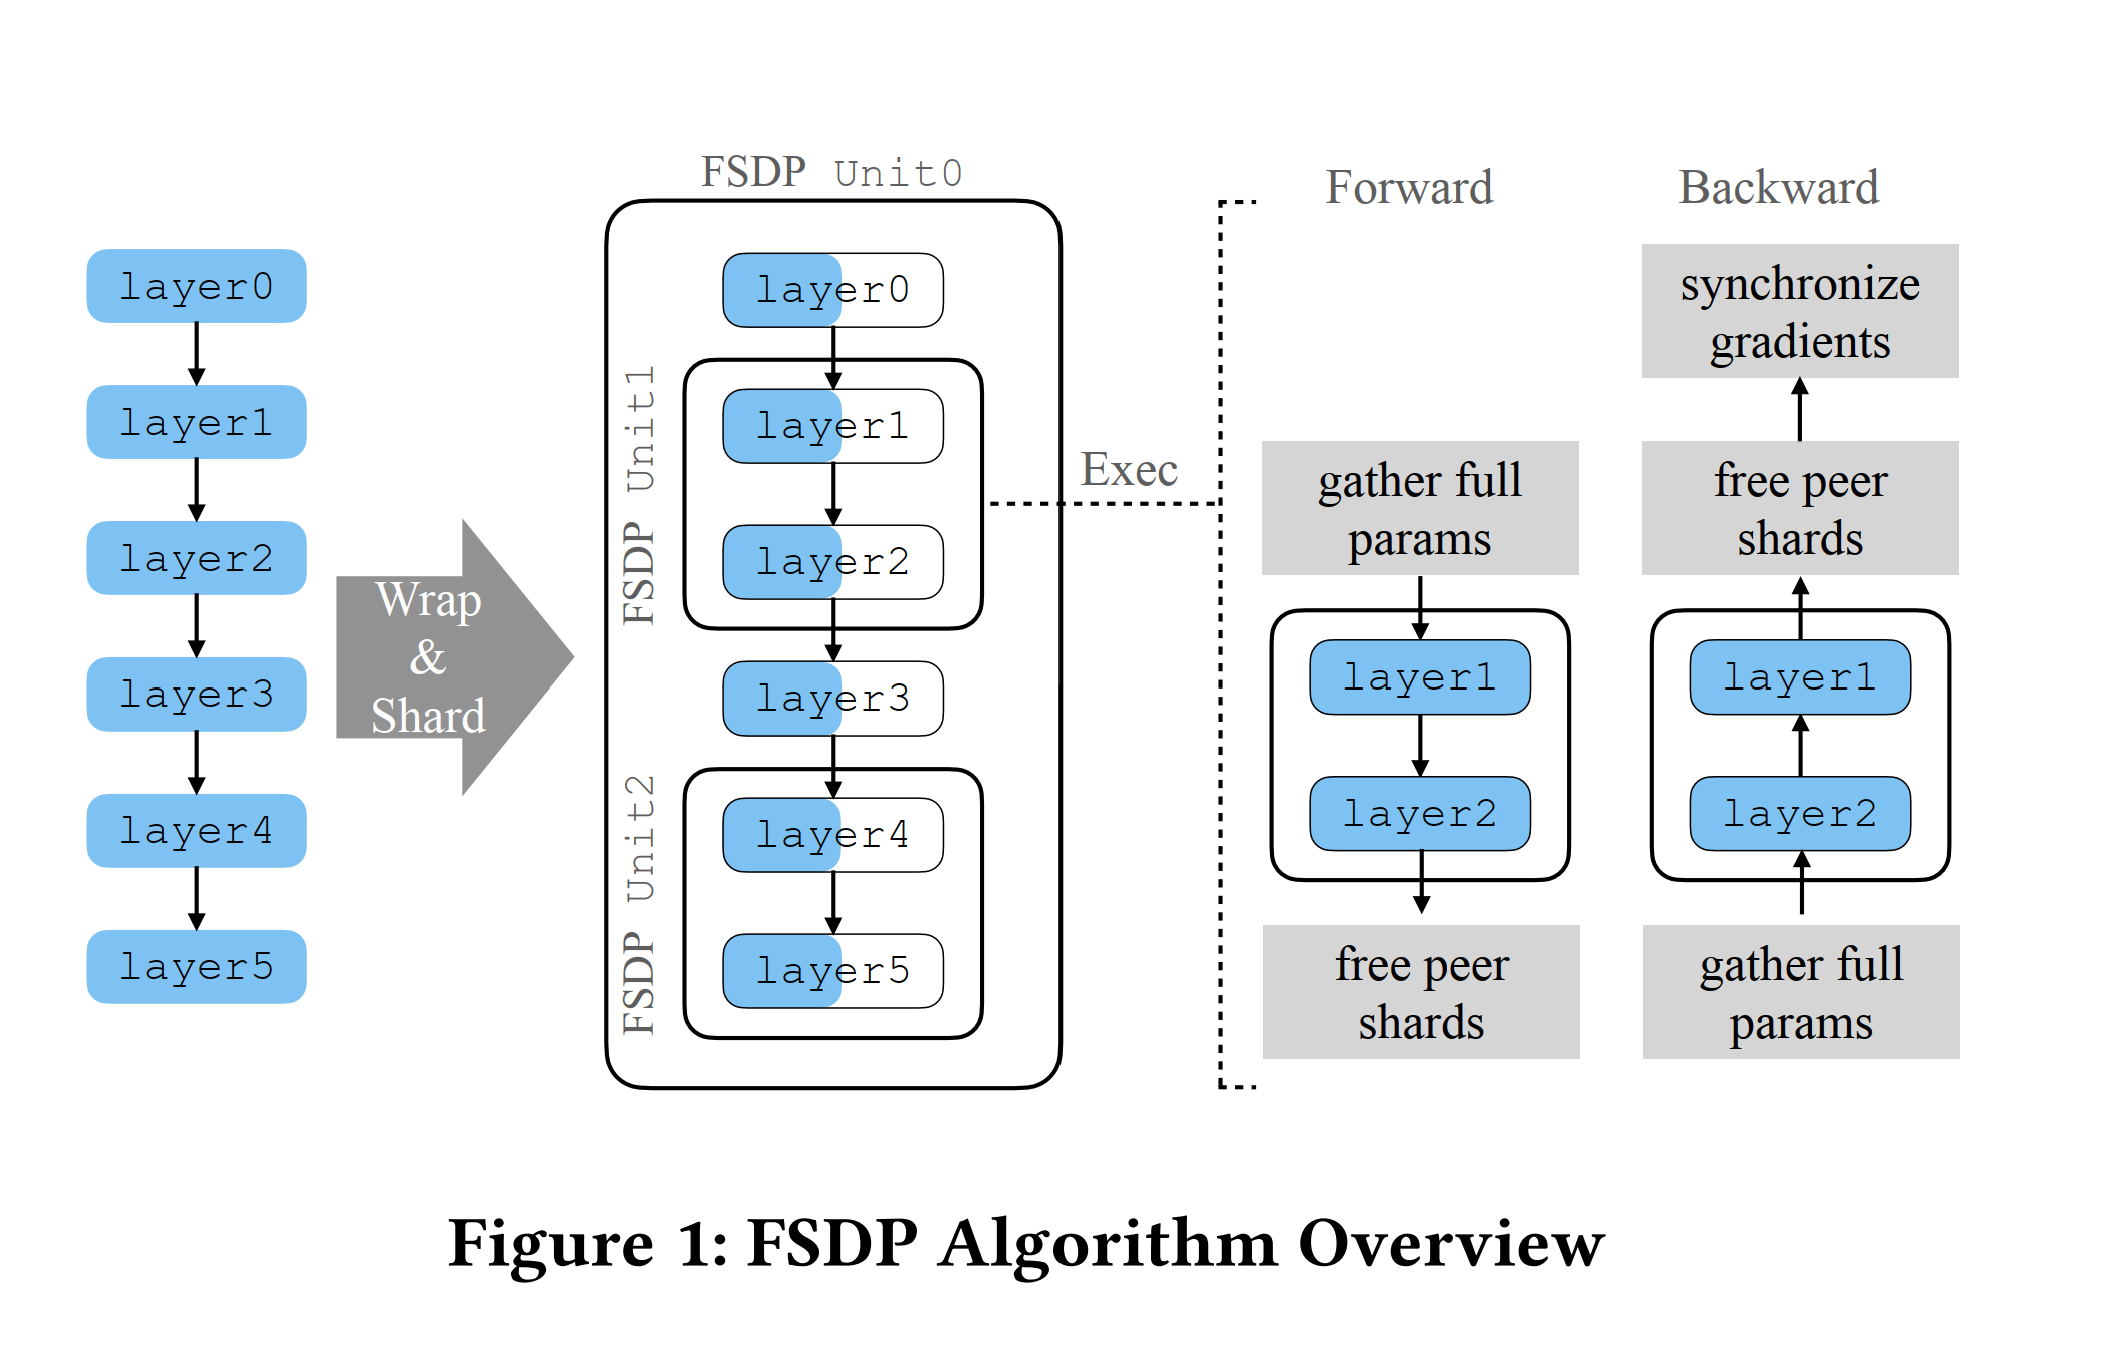 layer0
layer1
layer2
layer3
layer4
layer5
Wrap
&
Shard
FSDP Unit0
layer0
FSDP Unit1
layer1
layer2
layer3
FSDP Unit2
layer4
layer5
Exec
Forward
gather full
params
layer1
layer2
free peer
shards
Backward
synchronize
gradients
free peer
shards
layer1
layer2
gather full
params
Figure 1: FSDP Algorithm Overview